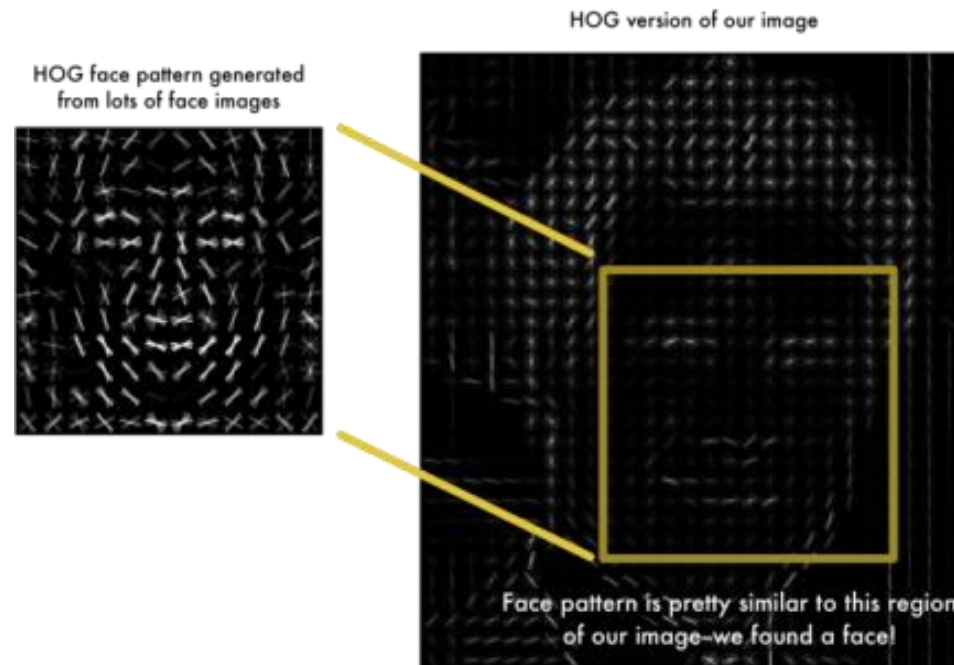 HOG version of our image
HOG face pattern generated
from lots of face images
Face pattern is pretty similar to this region
of our image–we found a face!